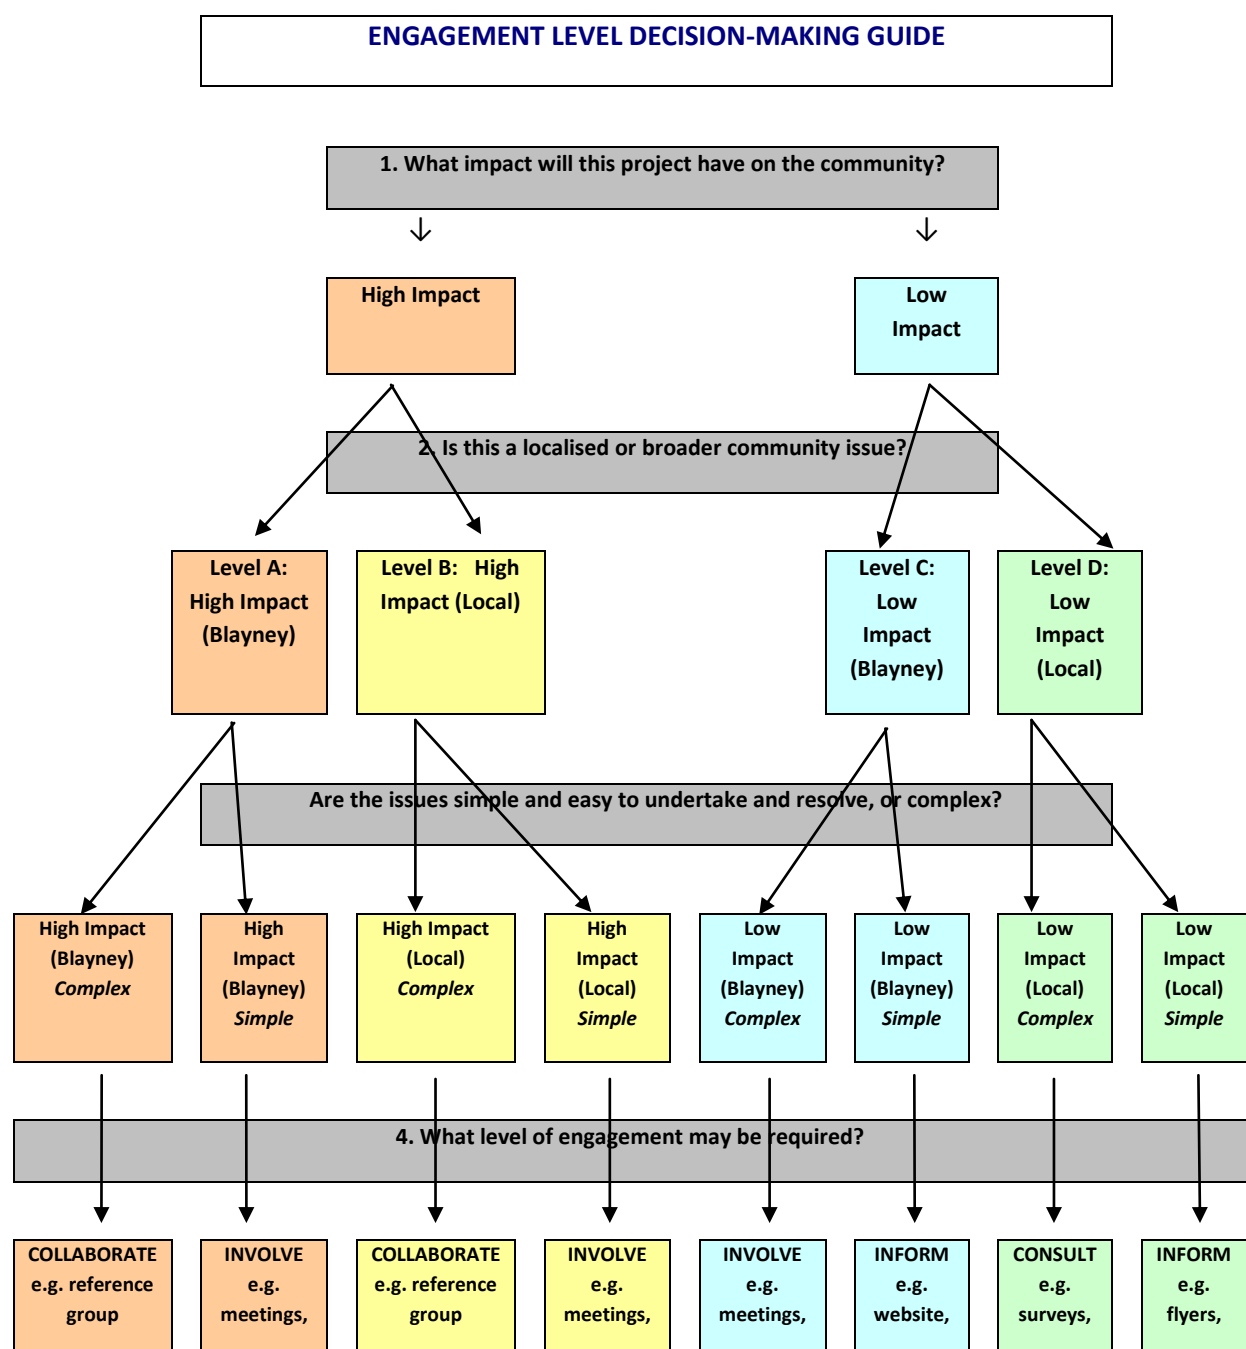 ENGAGEMENT LEVEL DECISION-MAKING GUIDE
1. What impact will this project have on the community?
High Impact
Low
Impact
2. Is this a localised or broader community issue?
Level A:
High Impact
(Blayney)
Level B: High
Impact (Local)
Level C:
Low
Impact
(Blayney)
Level D:
Low
Impact
(Local)
Are the issues simple and easy to undertake and resolve, or complex?
High Impact
(Blayney)
Complex
High
Impact
(Blayney)
Simple
High Impact
(Local)
Complex
High
Impact
(Local)
Simple
Low
Impact
(Blayney)
Complex
Low
Impact
(Blayney)
Simple
Low
Impact
(Local)
Complex
Low
Impact
(Local)
Simple
4. What level of engagement may be required?
COLLABORATE
e.g. reference
group
INVOLVE
e.g.
meetings,
COLLABORATE
e.g. reference
group
INVOLVE
e.g.
meetings,
INVOLVE
e.g.
meetings,
INFORM
e.g.
website,
CONSULT
e.g.
surveys,
INFORM
e.g.
flyers,